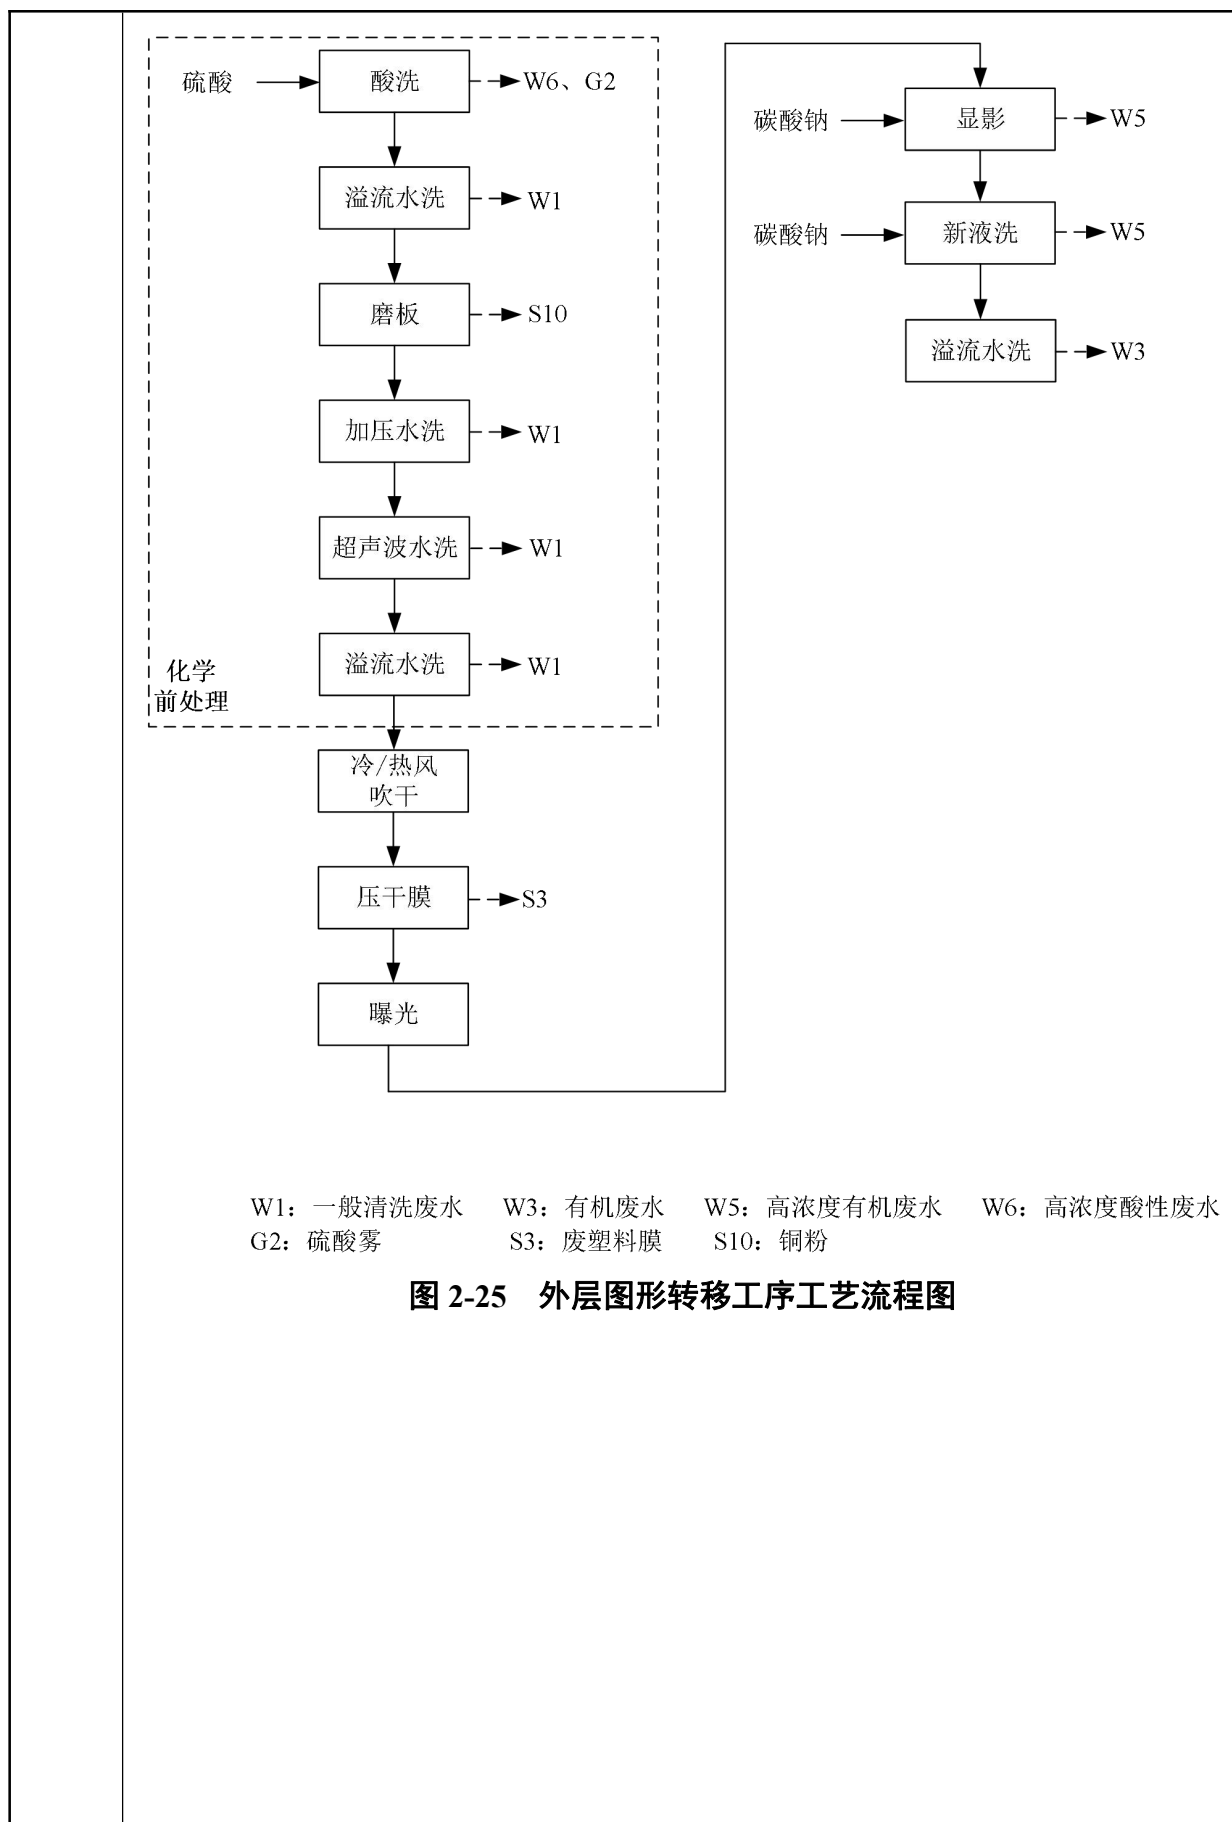 硫酸
酸洗
W6、G2
溢流水洗
W1
磨板
S10
加压水洗
W1
超声波水洗
W1
溢流水洗
W1
化学
前处理
冷/热风
吹干
压干膜
S3
曝光
碳酸钠
显影
W5
碳酸钠
新液洗
W5
溢流水洗
W3
W1：一般清洗废水 W3：有机废水 W5：高浓度有机废水 W6：高浓度酸性废水
G2：硫酸雾 S3：废塑料膜 S10：铜粉
图 2-25 外层图形转移工序工艺流程图